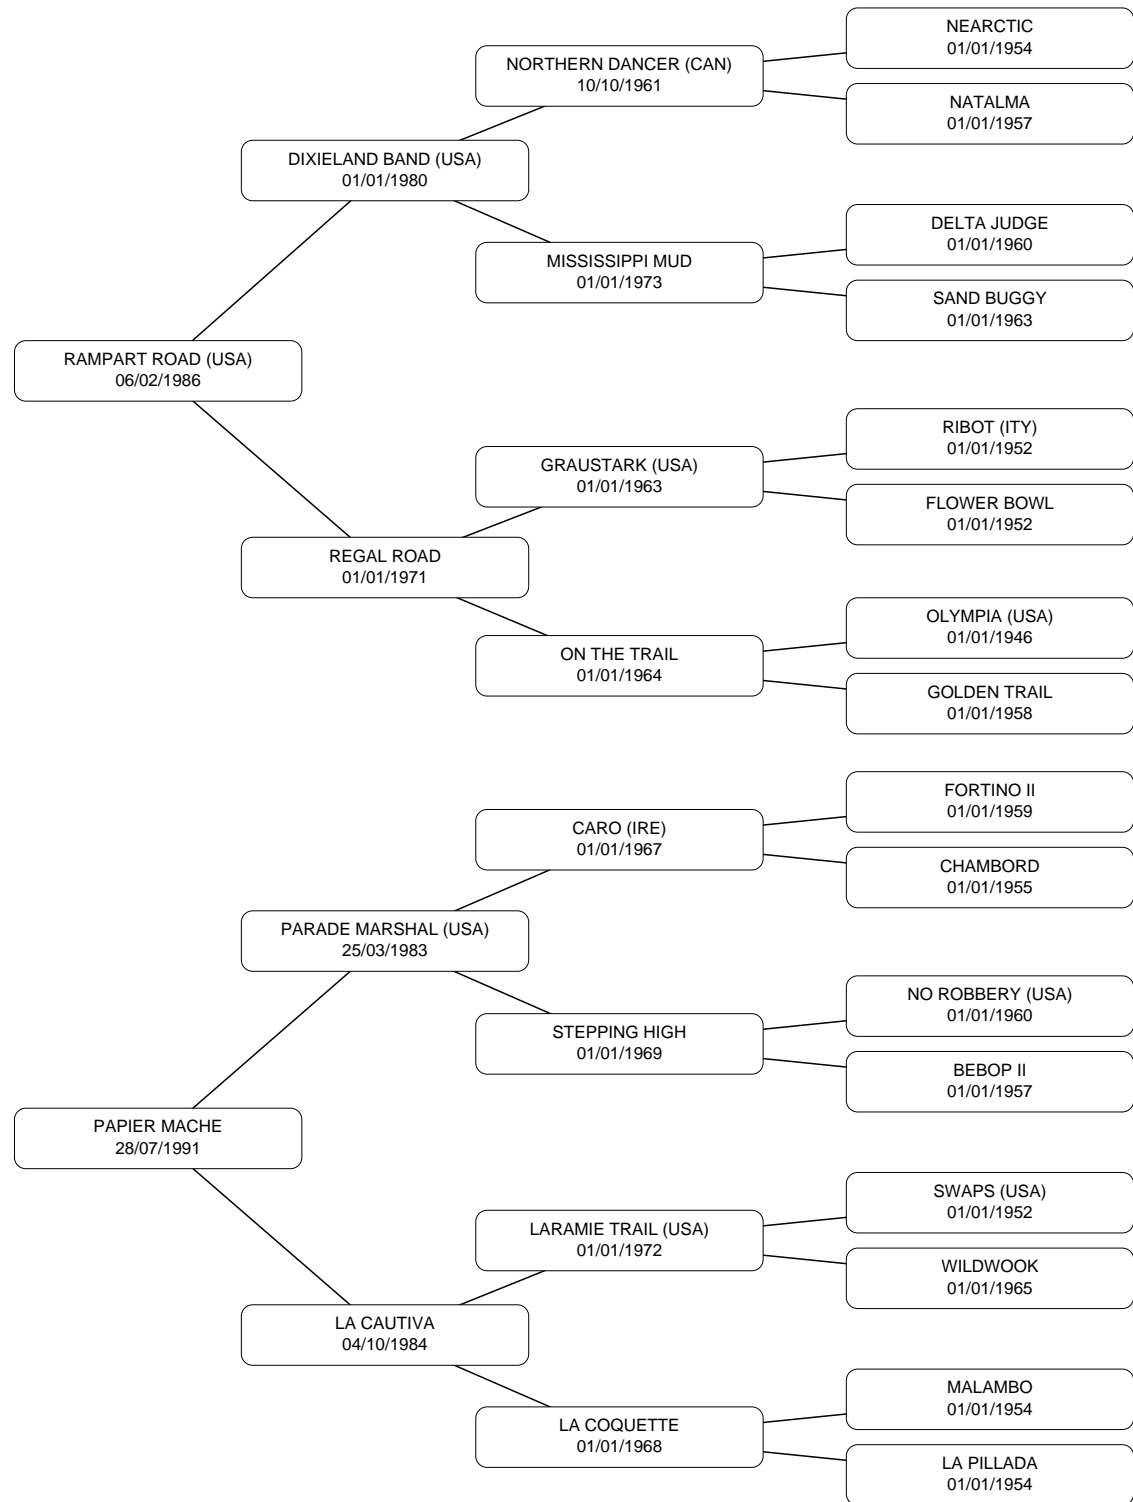 NEARCTIC
01/01/1954
NORTHERN DANCER (CAN)
10/10/1961
NATALMA
01/01/1957
DIXIELAND BAND (USA)
01/01/1980
DELTA JUDGE
01/01/1960
MISSISSIPPI MUD
01/01/1973
SAND BUGGY
01/01/1963
RAMPART ROAD (USA)
06/02/1986
RIBOT (ITY)
01/01/1952
GRAUSTARK (USA)
01/01/1963
FLOWER BOWL
01/01/1952
REGAL ROAD
01/01/1971
OLYMPIA (USA)
01/01/1946
ON THE TRAIL
01/01/1964
GOLDEN TRAIL
01/01/1958
FORTINO II
01/01/1959
CARO (IRE)
01/01/1967
CHAMBORD
01/01/1955
PARADE MARSHAL (USA)
25/03/1983
NO ROBBERY (USA)
01/01/1960
STEPPING HIGH
01/01/1969
BEBOP II
01/01/1957
PAPIER MACHE
28/07/1991
SWAPS (USA)
01/01/1952
LARAMIE TRAIL (USA)
01/01/1972
WILDWOOK
01/01/1965
LA CAUTIVA
04/10/1984
MALAMBO
01/01/1954
LA COQUETTE
01/01/1968
LA PILLADA
01/01/1954